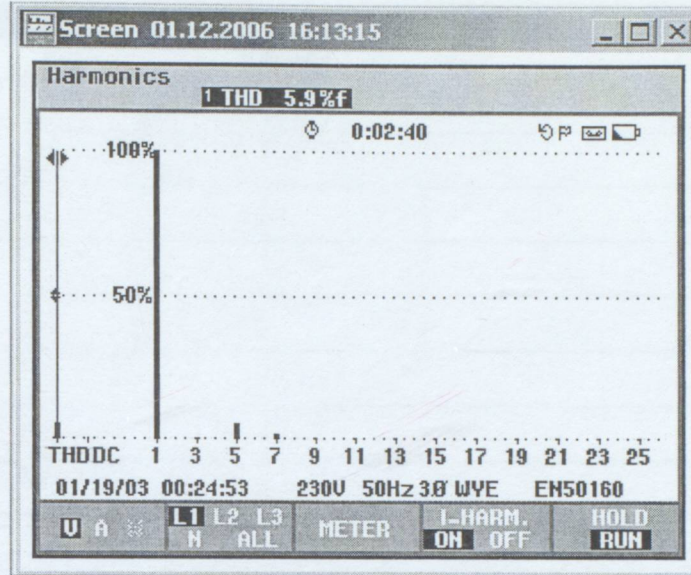 Screen 01.12.2006 16:13:15
Harmonics
1 THD 5.9%f
0:02:40
100%
50%
THD DC 1 3 5 7 9 11 13 15 17 19 21 23 25
01/19/03 00:24:53 230V 50Hz 3Ø WYE EN50160
V A L1 L2 L3 METER I-HARM. HOLD
N ALL ON OFF RUN